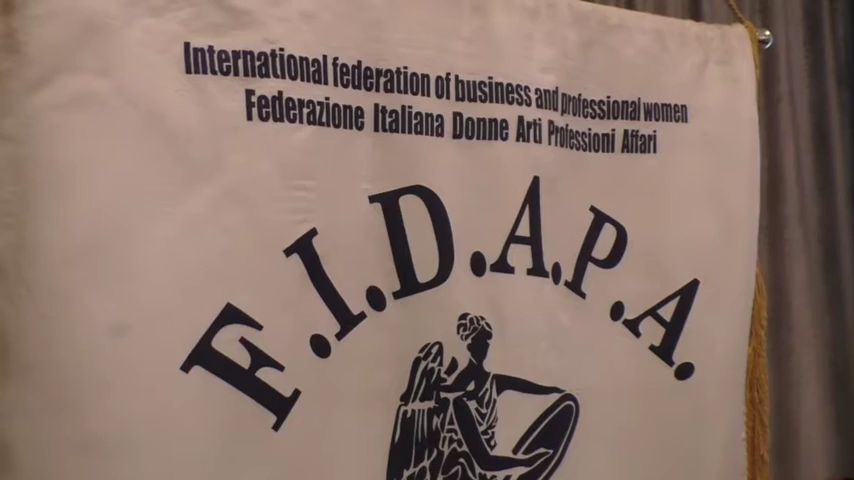 International federation of business and professional women
Federazione Italiana Donne Arti Professioni Affari
F.I.D.A.P.A.